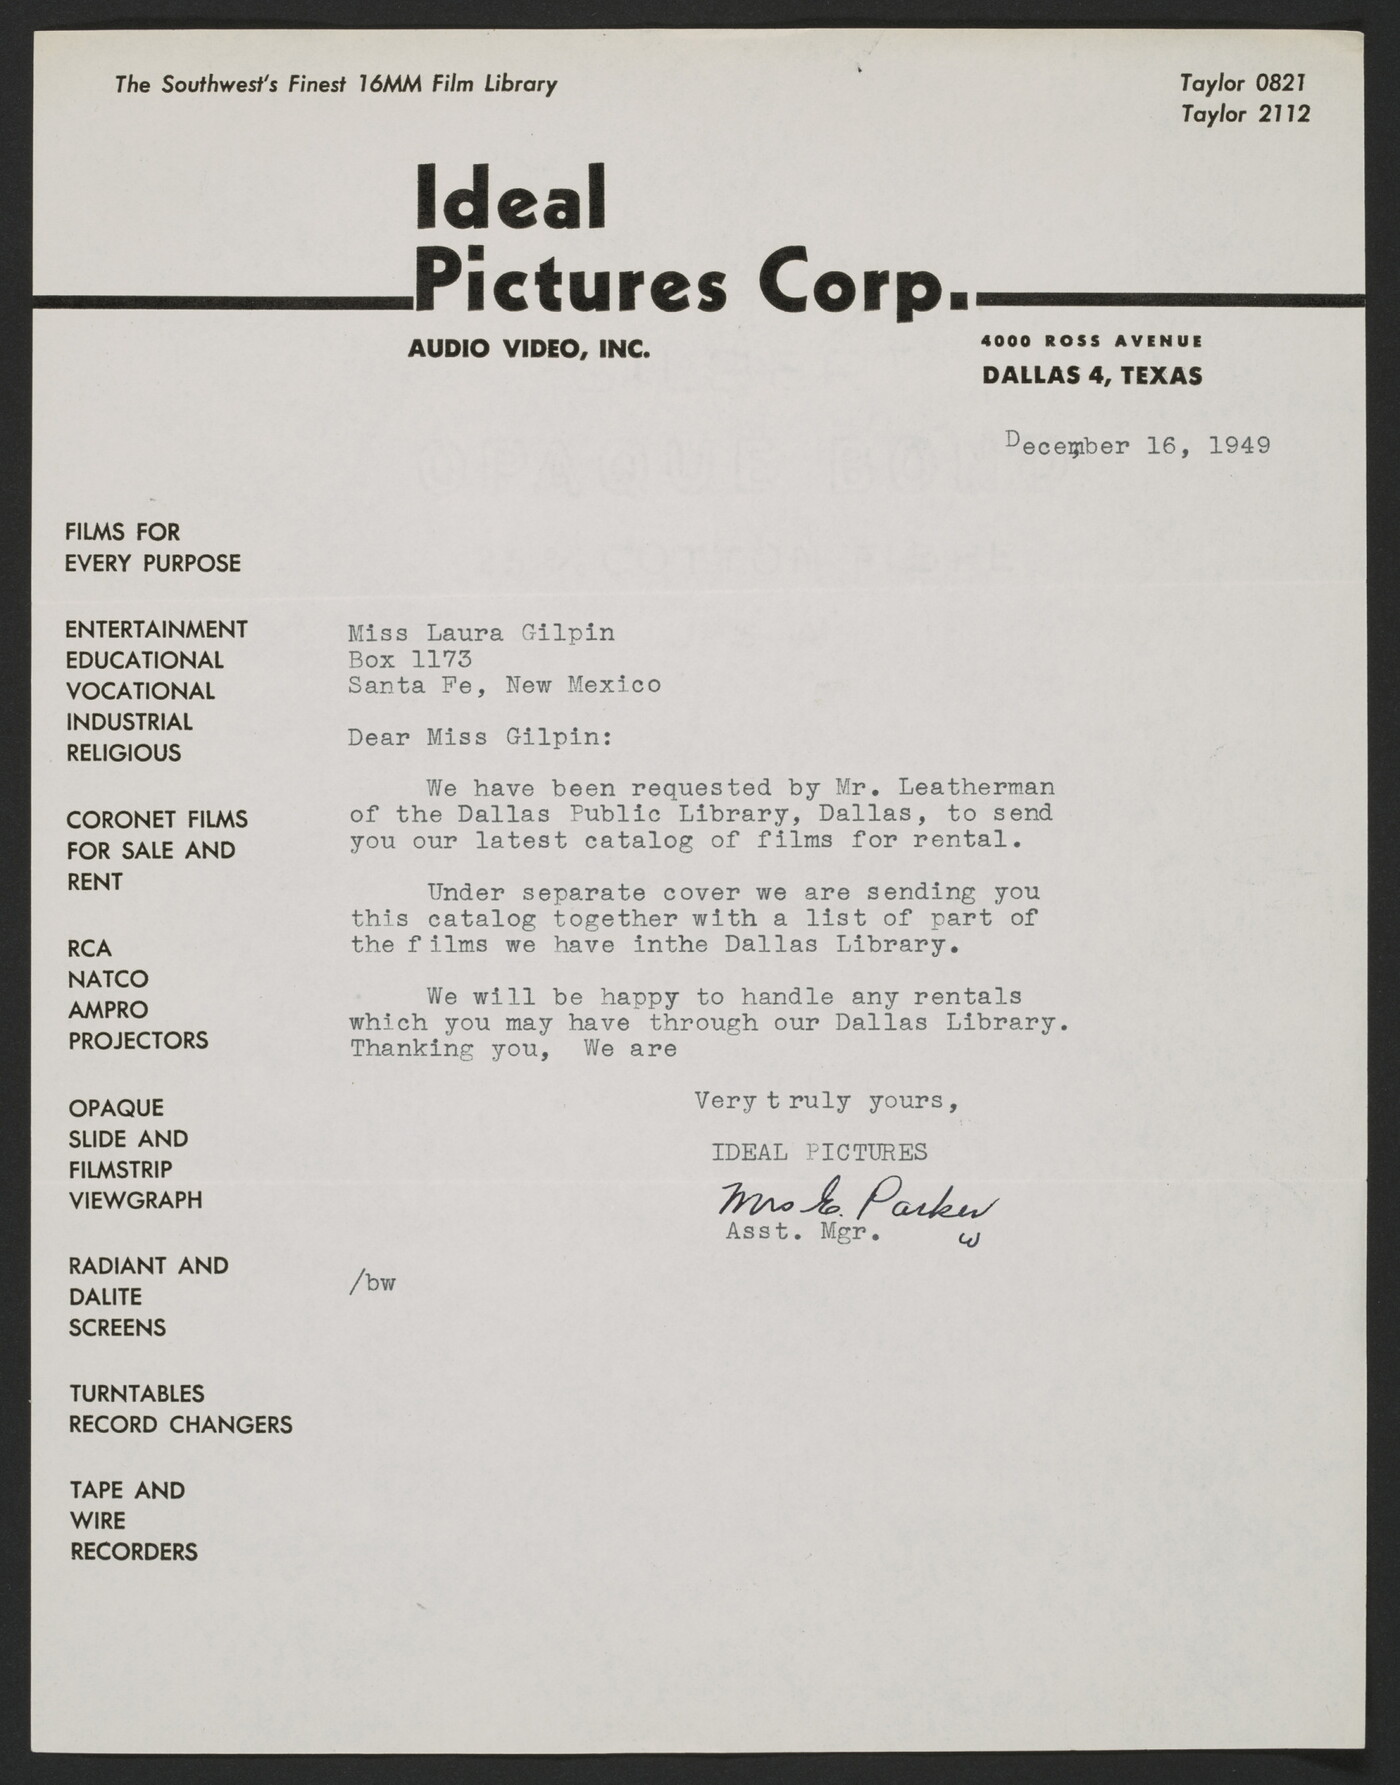 The Southwest's Finest 16MM Film Library
Taylor 0821
Taylor 2112
Ideal
Pictures Corp.
AUDIO VIDEO, INC.
4000 ROSS AVENUE
DALLAS 4, TEXAS
December 16, 1949
FILMS FOR
EVERY PURPOSE
ENTERTAINMENT
EDUCATIONAL
VOCATIONAL
INDUSTRIAL
RELIGIOUS
CORONET FILMS
FOR SALE AND
RENT
RCA
NATCO
AMPRO
PROJECTORS
OPAQUE
SLIDE AND
FILMSTRIP
VIEWGRAPH
RADIANT AND
DALITE
SCREENS
TURNTABLES
RECORD CHANGERS
TAPE AND
WIRE
RECORDERS
Miss Laura Gilpin
Box 1173
Santa Fe, New Mexico
Dear Miss Gilpin:
We have been requested by Mr. Leatherman
of the Dallas Public Library, Dallas, to send
you our latest catalog of films for rental.
Under separate cover we are sending you
this catalog together with a list of part of
the films we have inthe Dallas Library.
We will be happy to handle any rentals
which you may have through our Dallas Library.
Thanking you, We are
Very truly yours,
IDEAL PICTURES
Mrs E. Parker
Asst. Mgr. w
/bw